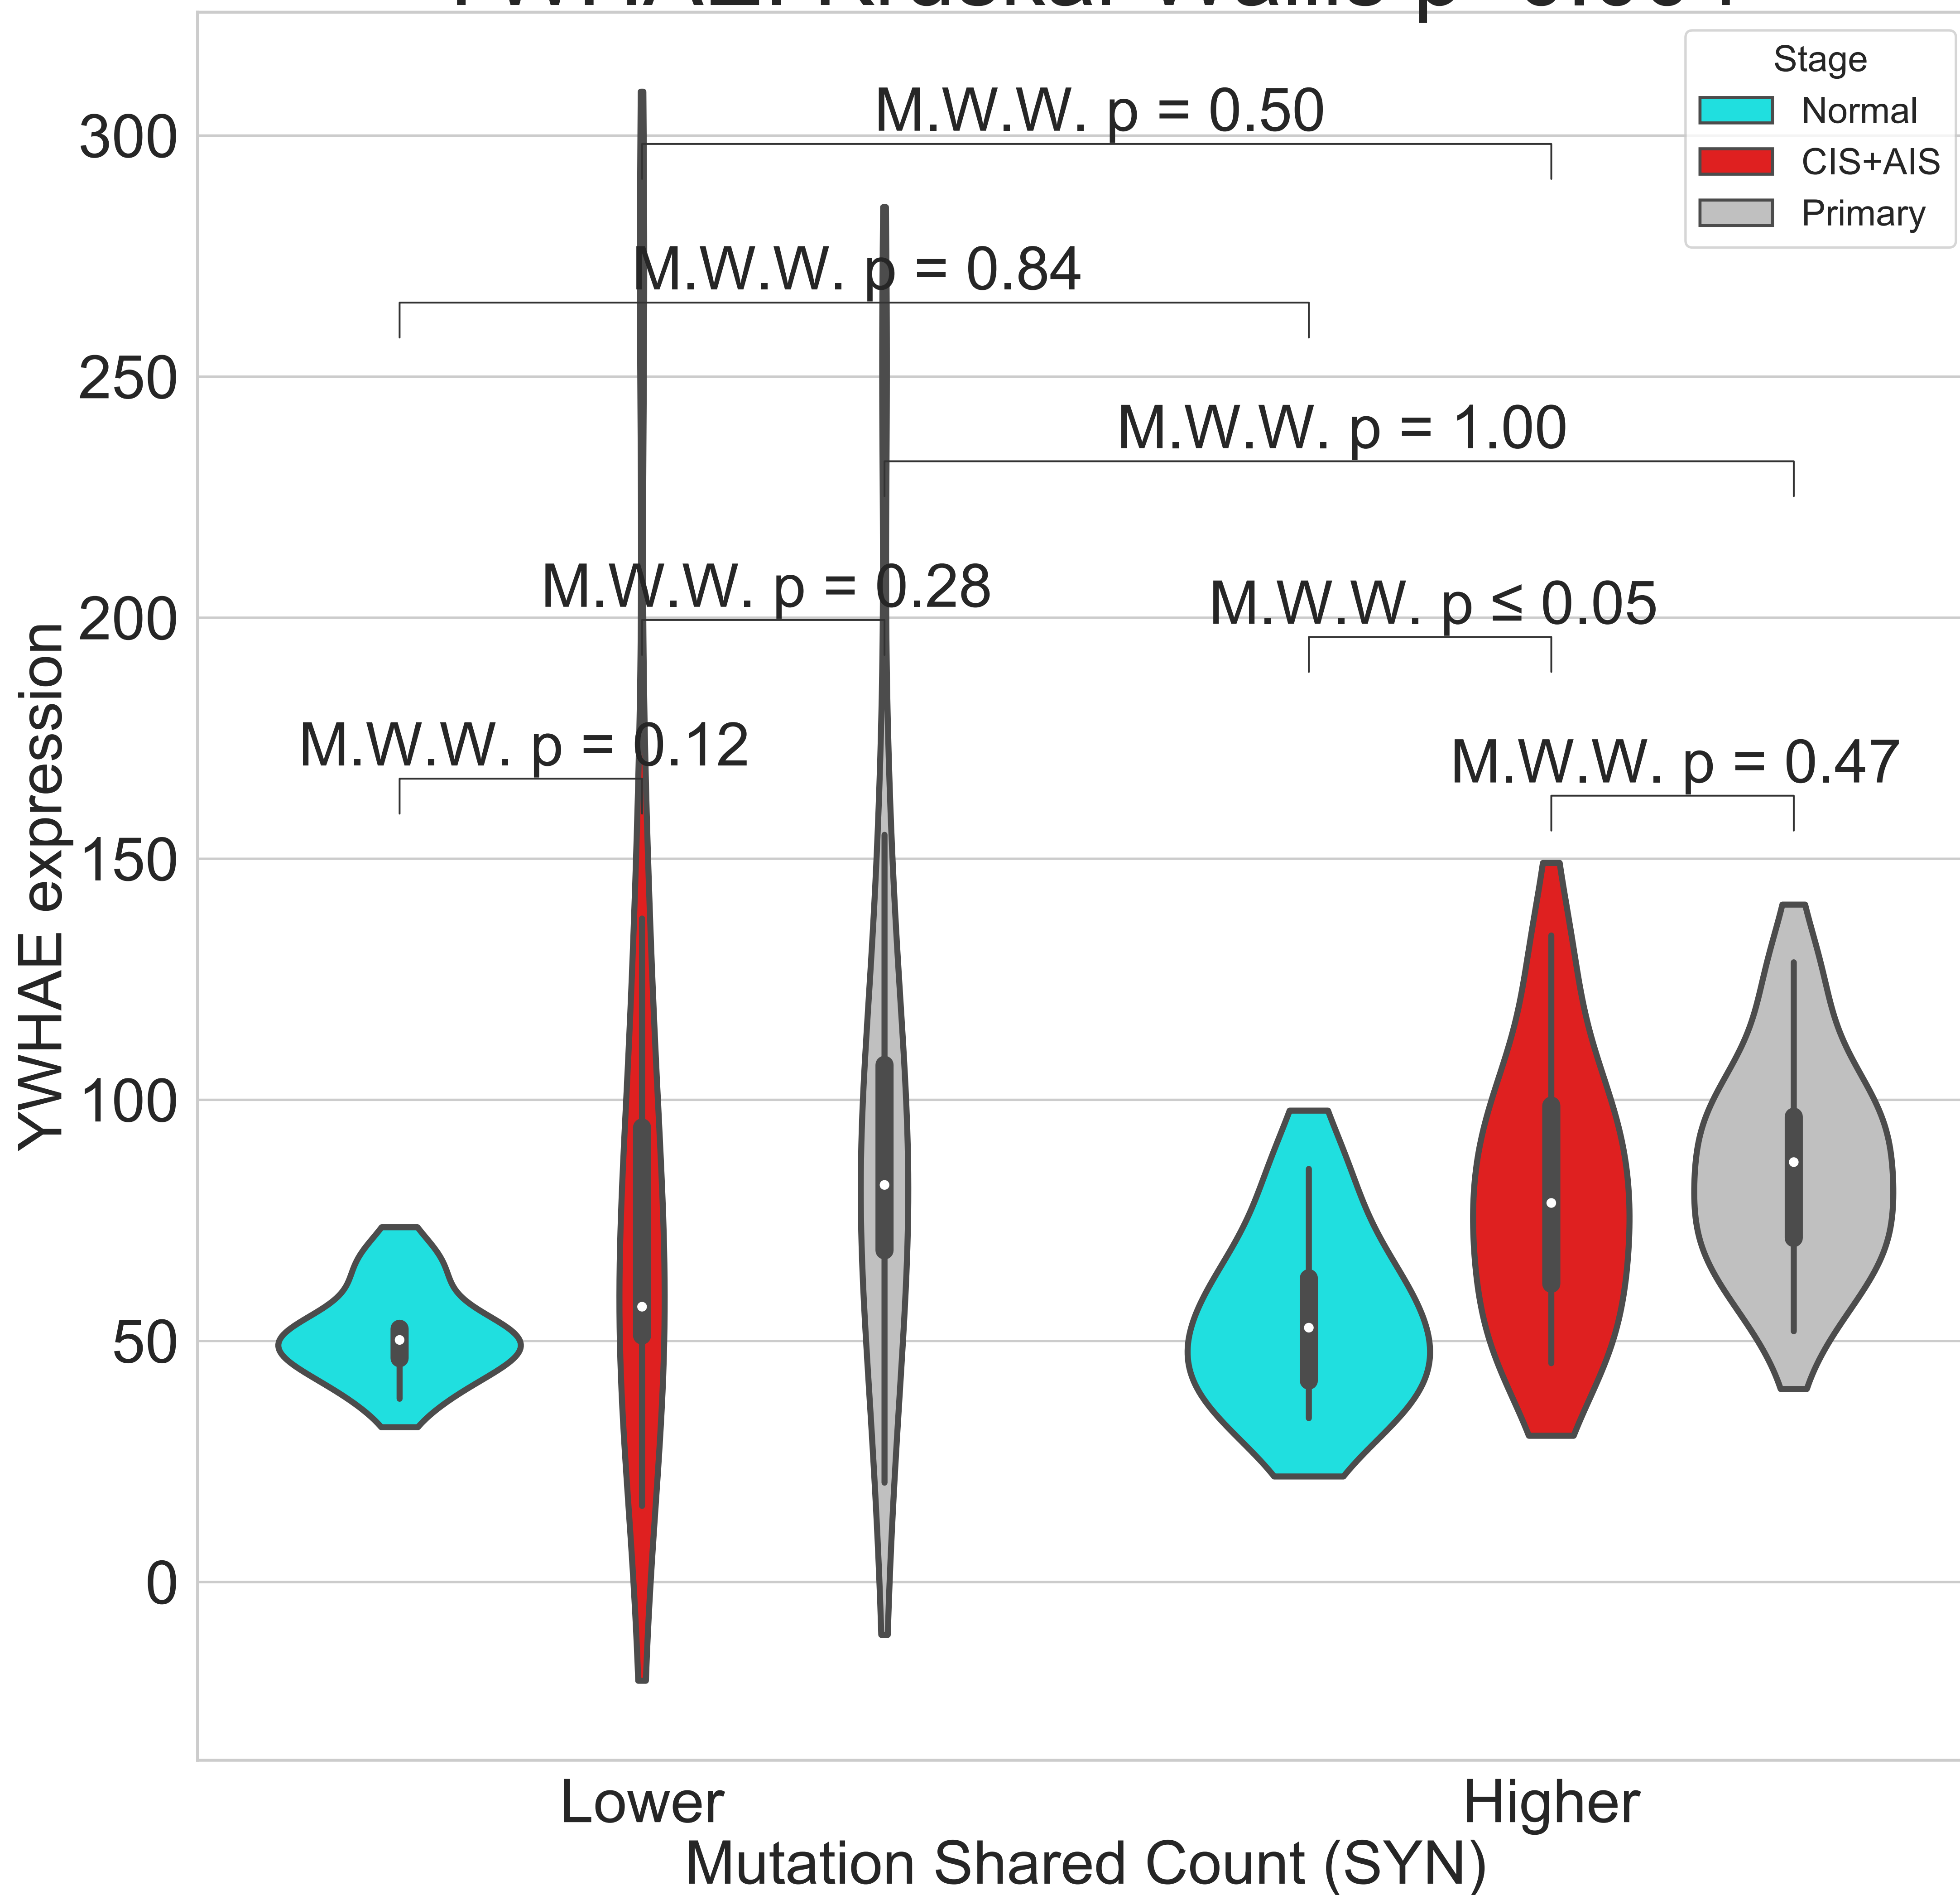 Stage
Normal
CIS+AIS
Primary
M.W.W. p = 0.50
M.W.W. p = 0.84
M.W.W. p = 1.00
M.W.W. p = 0.28
M.W.W. p ≤ 0.05
M.W.W. p = 0.12
M.W.W. p = 0.47
300
250
200
150
100
50
0
YWHAE expression
Lower
Higher
Mutation Shared Count (SYN)